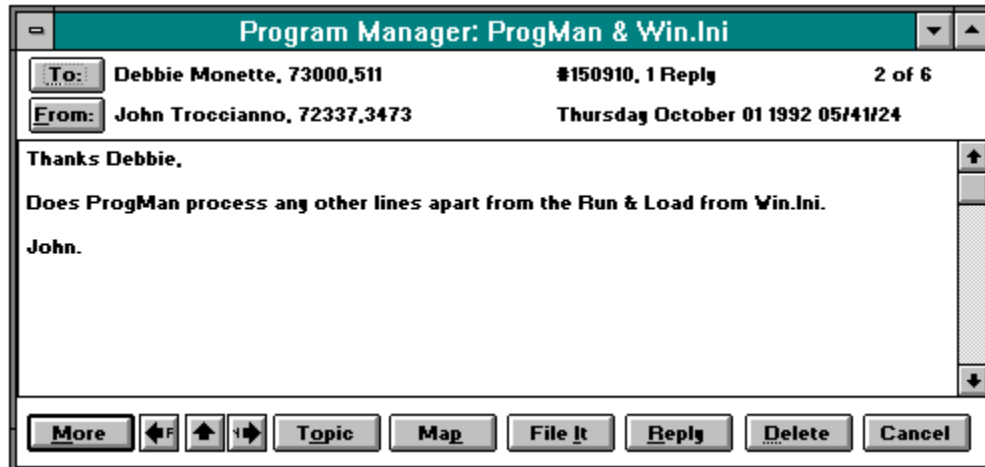 Program Manager: ProgMan & Win.Ini
To: Debbie Monette, 73000,511 #150910, 1 Reply 2 of 6
From: John Troccianno, 72337,3473 Thursday October 01 1992 05/41/24
Thanks Debbie,
Does ProgMan process any other lines apart from the Run & Load from Win.Ini.
John.
More F Topic Map File It Reply Delete Cancel